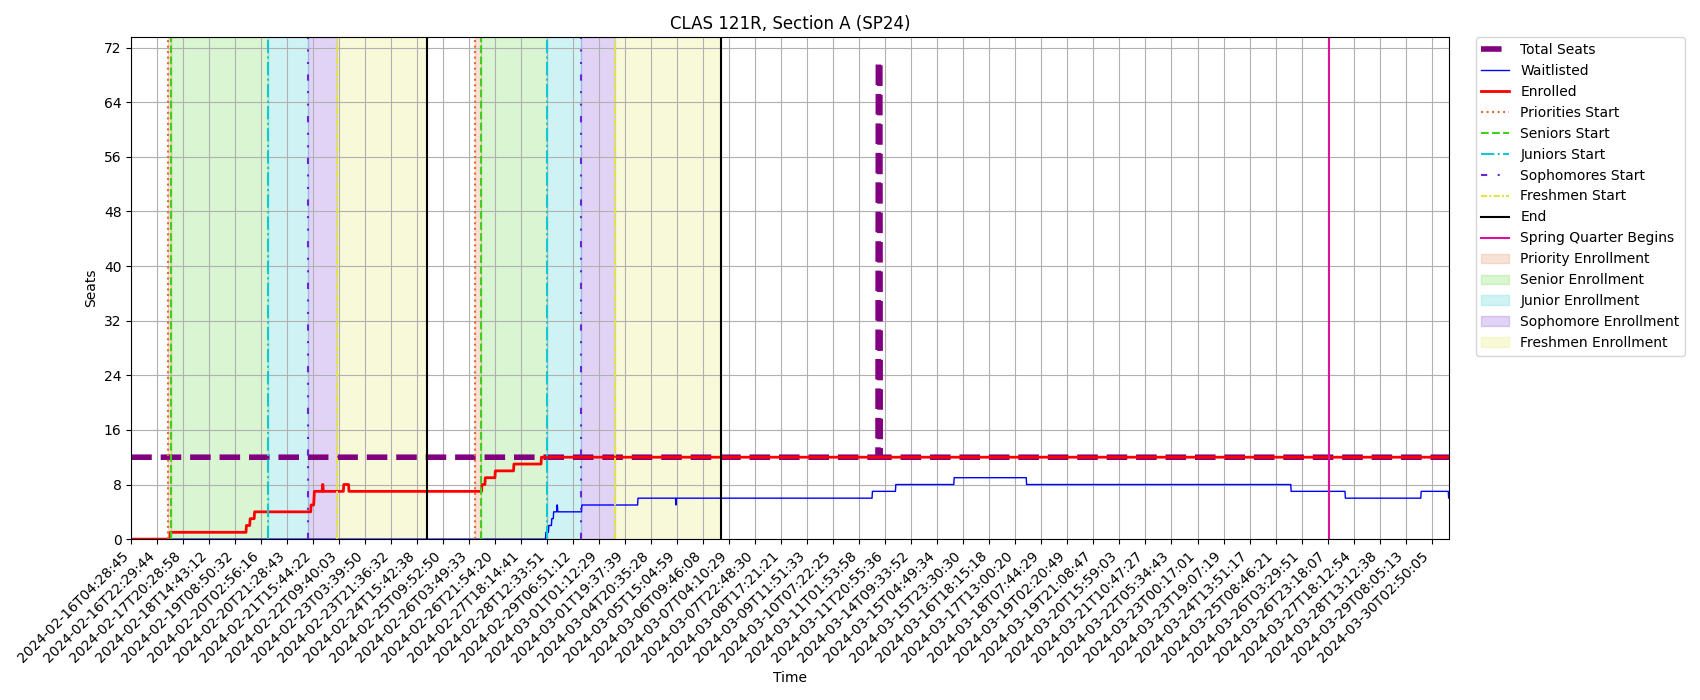 CLAS 121R, Section A (SP24)
Seats
72
64
56
48
40
32
24
16
8
0
2024-02-16T04:28:45
2024-02-16T22:29:44
2024-02-17T20:28:58
2024-02-18T14:43:12
2024-02-19T08:50:32
2024-02-20T02:56:16
2024-02-20T21:28:43
2024-02-21T15:44:22
2024-02-22T09:40:03
2024-02-23T03:39:50
2024-02-23T21:36:32
2024-02-24T15:42:38
2024-02-25T09:52:50
2024-02-26T03:49:33
2024-02-26T21:54:20
2024-02-27T18:14:41
2024-02-28T12:33:51
2024-02-29T06:51:12
2024-03-01T01:12:29
2024-03-01T19:37:39
2024-03-04T20:35:28
2024-03-05T15:04:59
2024-03-06T09:46:08
2024-03-07T04:10:29
2024-03-07T22:48:30
2024-03-08T17:21:21
2024-03-09T11:51:33
2024-03-10T07:22:25
2024-03-11T01:53:58
2024-03-11T20:55:36
2024-03-14T09:33:52
2024-03-15T04:49:34
2024-03-15T23:30:30
2024-03-16T18:15:18
2024-03-17T13:00:20
2024-03-18T07:44:29
2024-03-19T02:20:49
2024-03-19T21:08:47
2024-03-20T15:59:03
2024-03-21T10:47:27
2024-03-22T05:34:43
2024-03-23T00:17:01
2024-03-23T19:07:19
2024-03-24T13:51:17
2024-03-25T08:46:21
2024-03-26T03:29:51
2024-03-26T23:18:07
2024-03-27T18:12:54
2024-03-28T13:12:38
2024-03-29T08:05:13
2024-03-30T02:50:05
Time
Total Seats
Waitlisted
Enrolled
Priorities Start
Seniors Start
Juniors Start
Sophomores Start
Freshmen Start
End
Spring Quarter Begins
Priority Enrollment
Senior Enrollment
Junior Enrollment
Sophomore Enrollment
Freshmen Enrollment